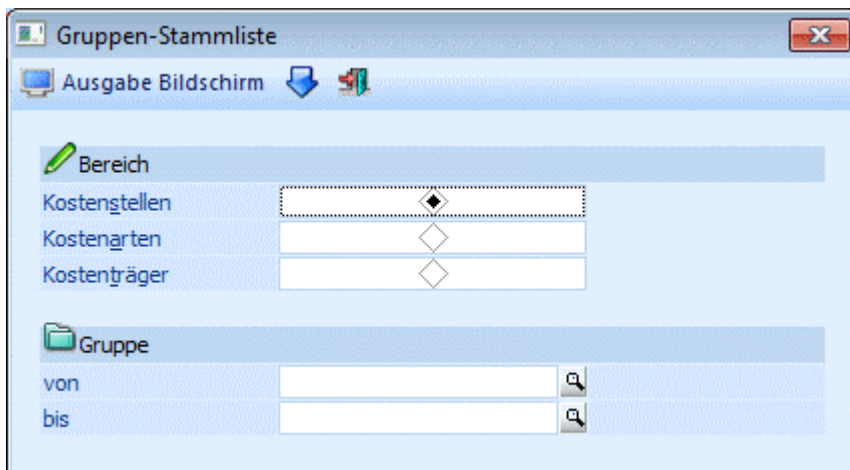 Gruppen-Stammliste
Ausgabe Bildschirm
Bereich
Kostenstellen
Kostenarten
Kostenträger
Gruppe
von
bis